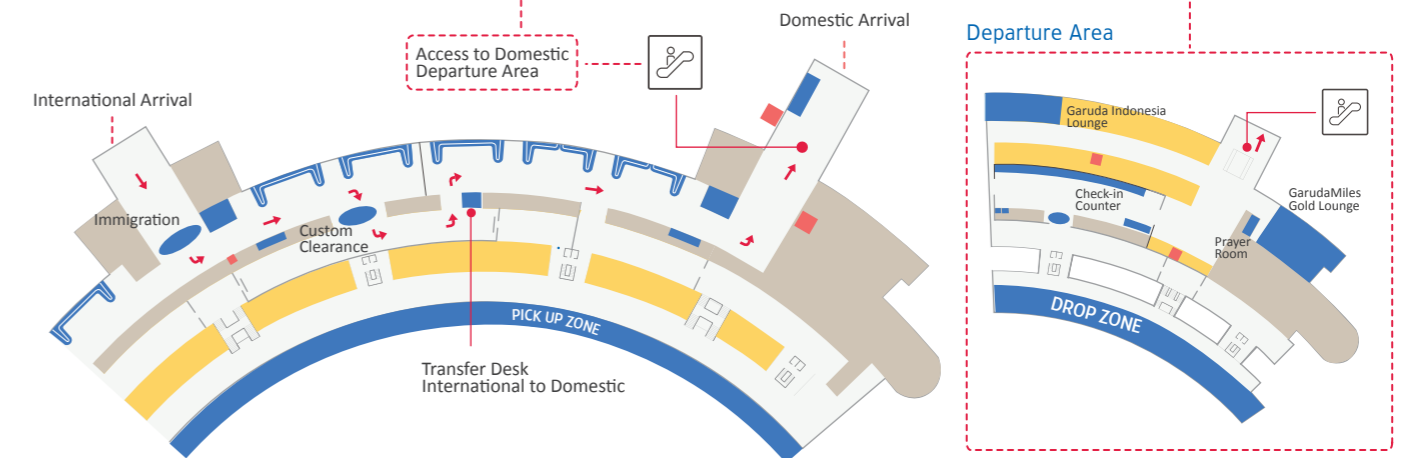 Domestic Arrival
Access to Domestic
Departure Area
International Arrival
Immigration
Custom
Clearance
PICK UP ZONE
Transfer Desk
International to Domestic
Departure Area
Garuda Indonesia
Lounge
Check-in
Counter
GarudaMiles
Gold Lounge
Prayer
Room
DROP ZONE